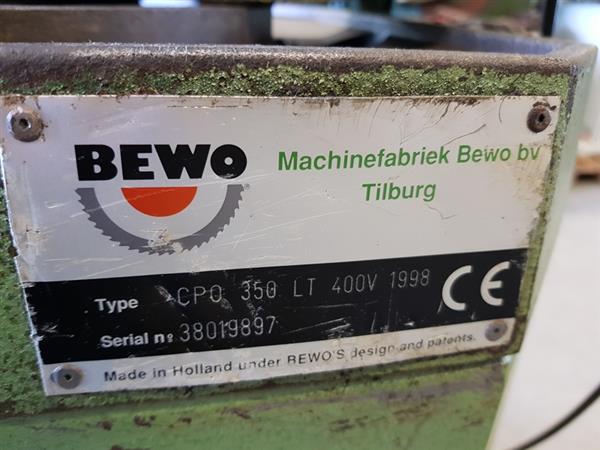 BEWO
®
Machinefabriek Bewo bv
Tilburg
Type CPO 350 LT 400V 1998
CE
Serial nº 38019897
Made in Holland under BEWO'S design and patents.